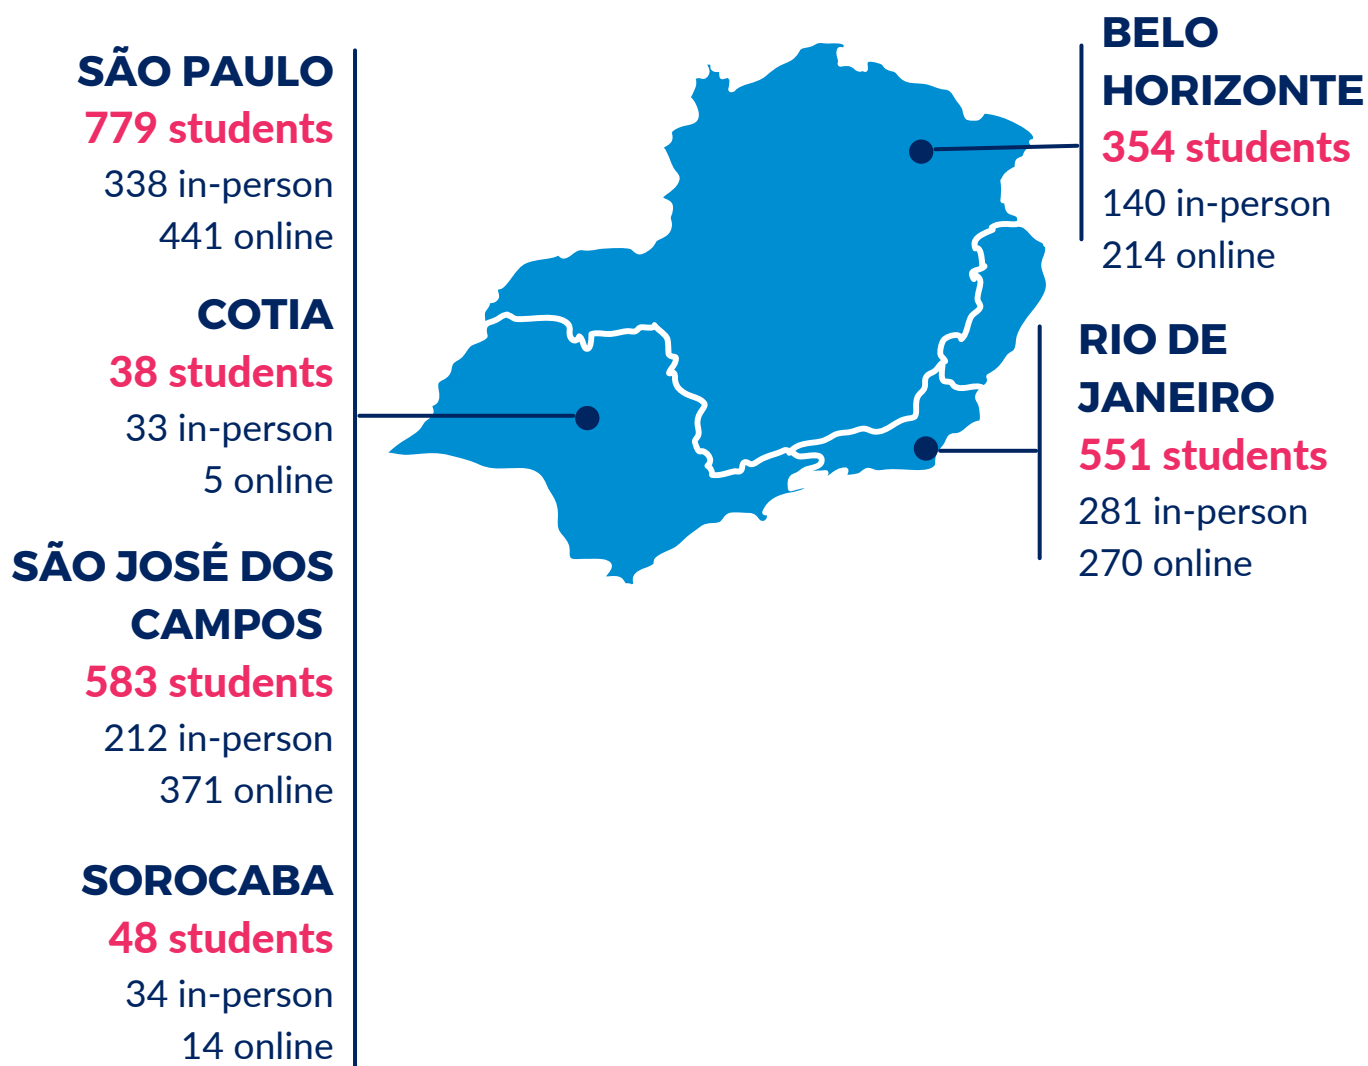 SÃO PAULO
779 students
338 in-person
441 online
COTIA
38 students
33 in-person
5 online
SÃO JOSÉ DOS
CAMPOS
583 students
212 in-person
371 online
SOROCABA
48 students
34 in-person
14 online
BELO
HORIZONTE
354 students
140 in-person
214 online
RIO DE
JANEIRO
551 students
281 in-person
270 online